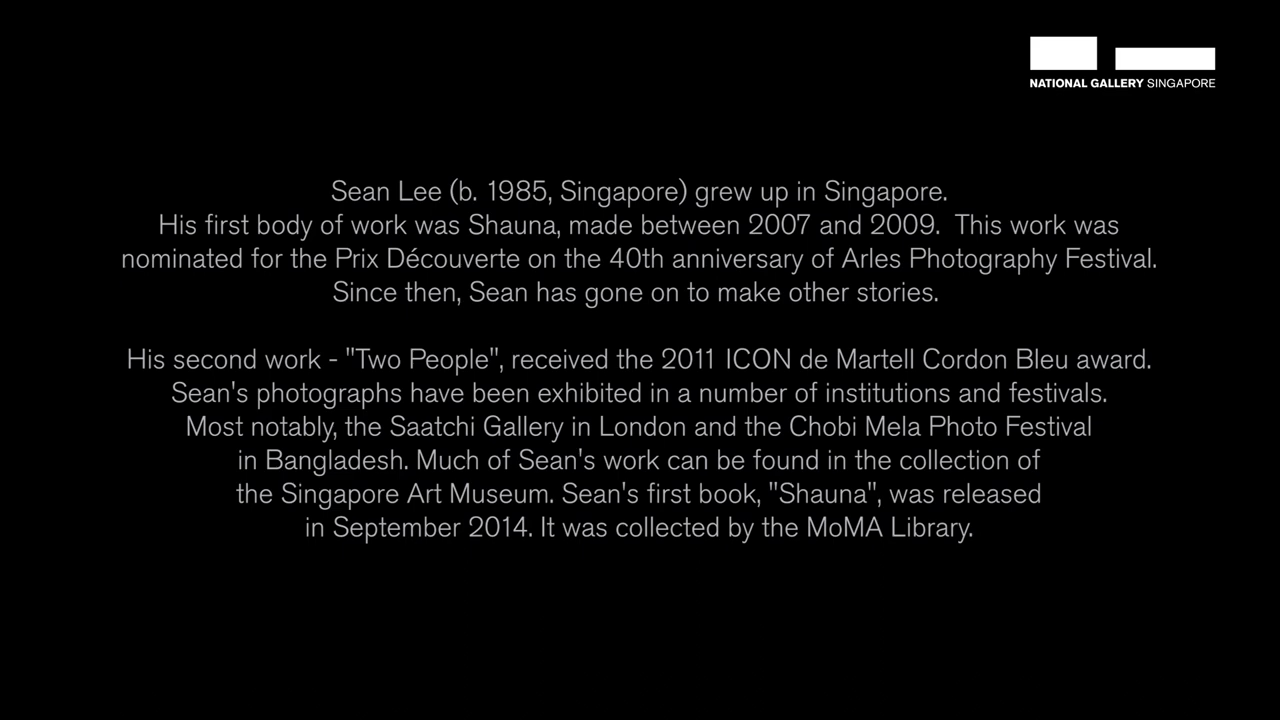 NATIONAL GALLERY SINGAPORE
Sean Lee (b. 1985, Singapore) grew up in Singapore.
His first body of work was Shauna, made between 2007 and 2009.  This work was
nominated for the Prix Découverte on the 40th anniversary of Arles Photography Festival.
Since then, Sean has gone on to make other stories.
His second work - "Two People", received the 2011 ICON de Martell Cordon Bleu award.
Sean's photographs have been exhibited in a number of institutions and festivals.
Most notably, the Saatchi Gallery in London and the Chobi Mela Photo Festival
in Bangladesh. Much of Sean's work can be found in the collection of
the Singapore Art Museum. Sean's first book, "Shauna", was released
in September 2014. It was collected by the MoMA Library.